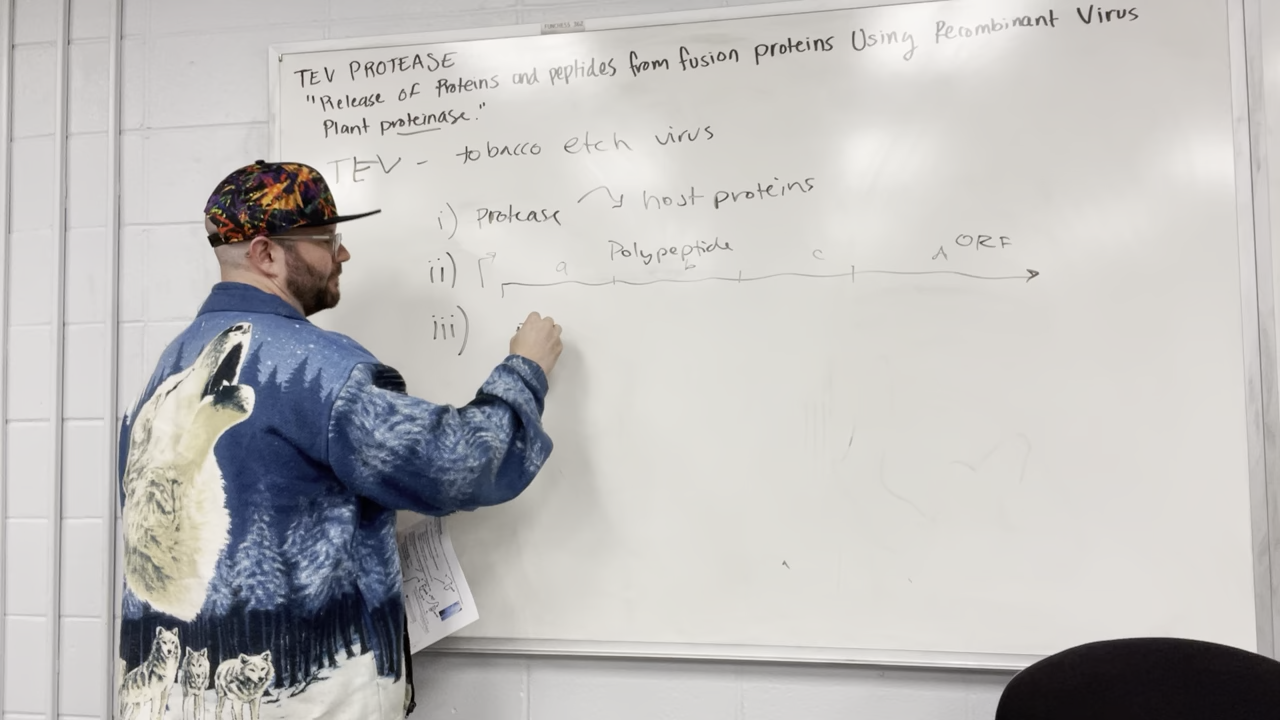 TEV PROTEASE
"Release of Proteins and peptides from fusion proteins Using Recombinant Virus
Plant proteinase."
TEV - tobacco etch virus
i) Protease host proteins
ii) Polypeptide ORF
a b c
iii)